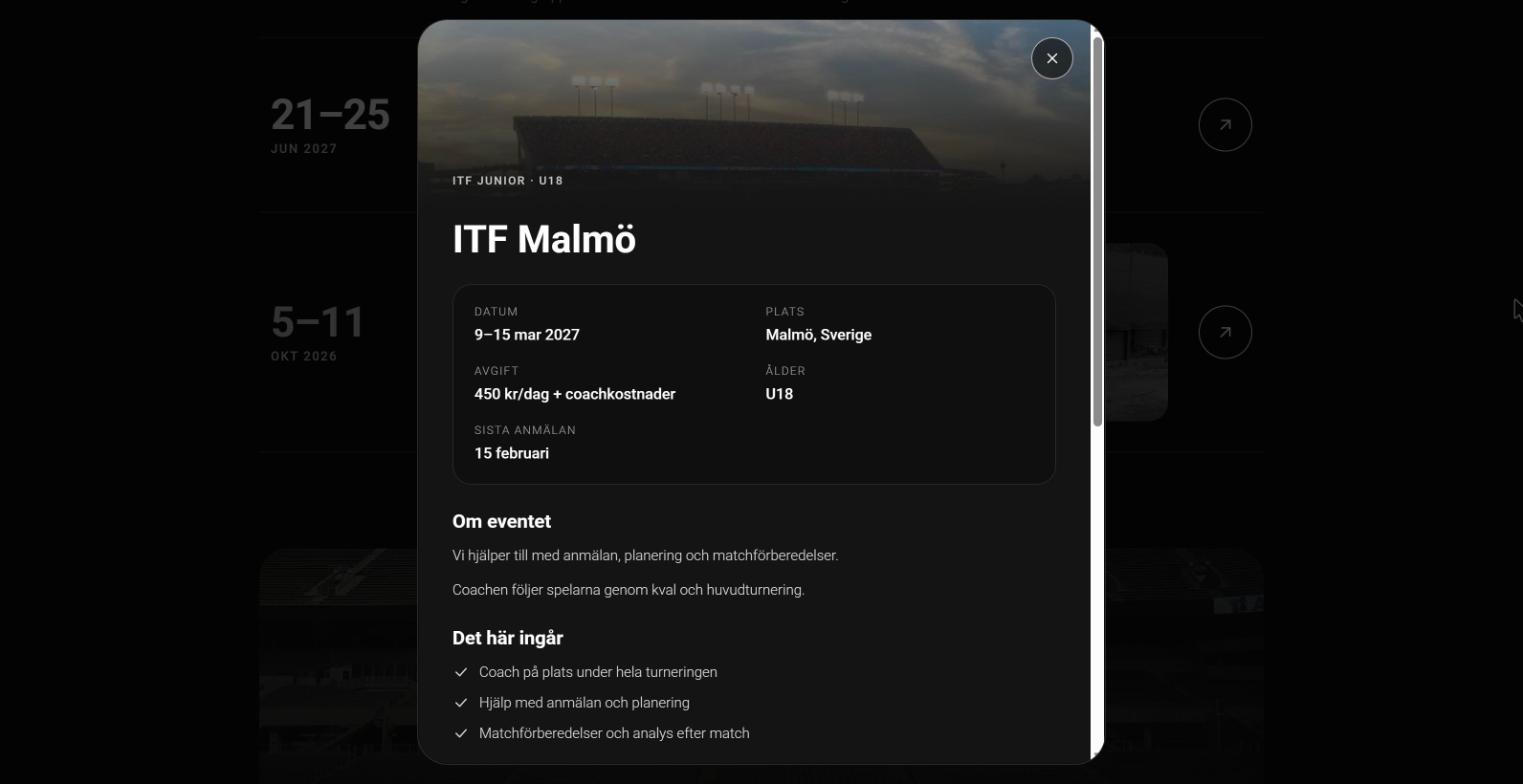 21–25
JUN 2027
5–11
OKT 2026
ITF JUNIOR · U18
ITF Malmö
DATUM
9–15 mar 2027
PLATS
Malmö, Sverige
AVGIFT
450 kr/dag + coachkostnader
ÅLDER
U18
SISTA ANMÄLAN
15 februari
Om eventet
Vi hjälper till med anmälan, planering och matchförberedelser.
Coachen följer spelarna genom kval och huvudturnering.
Det här ingår
Coach på plats under hela turneringen
Hjälp med anmälan och planering
Matchförberedelser och analys efter match